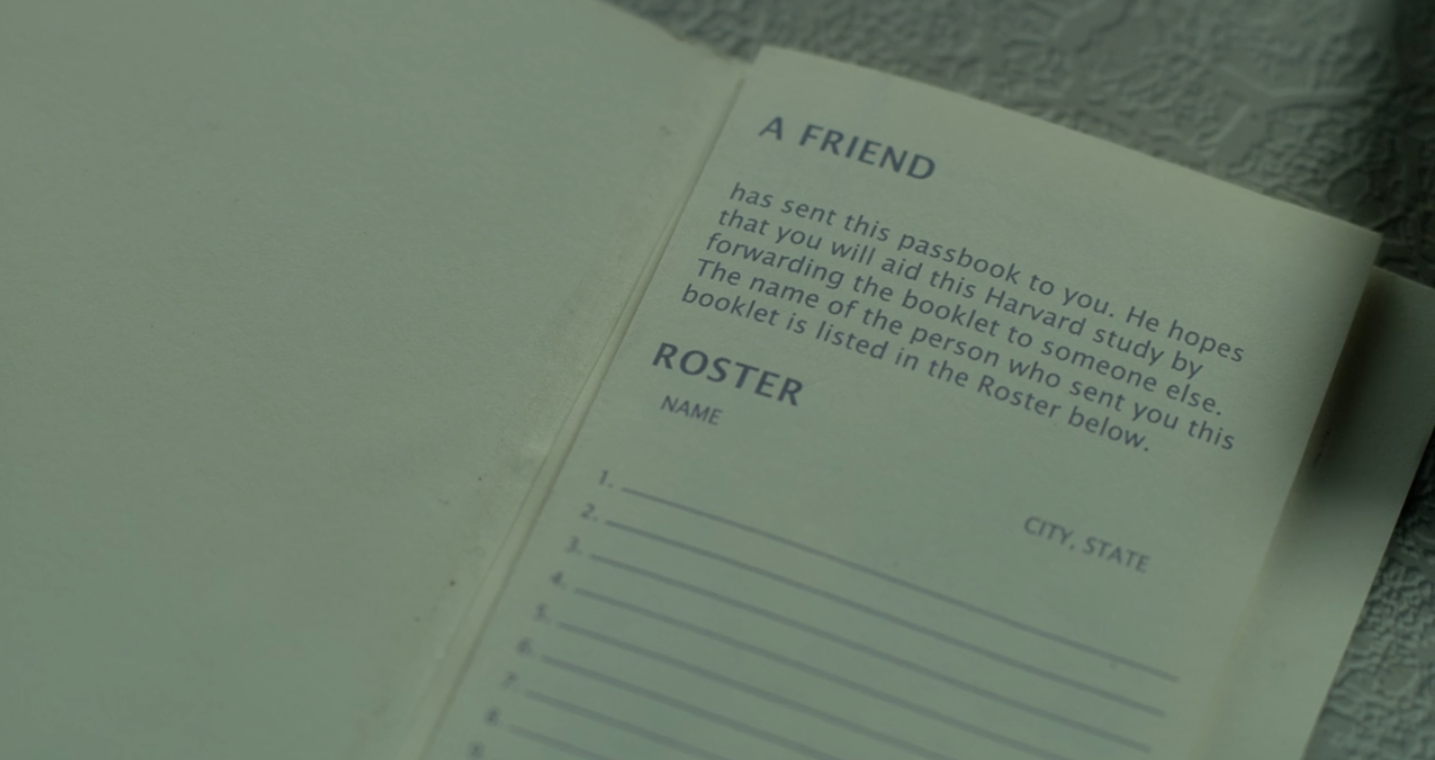 A FRIEND
has sent this passbook to you. He hopes
that you will aid this Harvard study by
forwarding the booklet to someone else.
The name of the person who sent you this
booklet is listed in the Roster below.
ROSTER
NAME
CITY, STATE
1.
2.
3.
4.
5.
6.
7.
8.